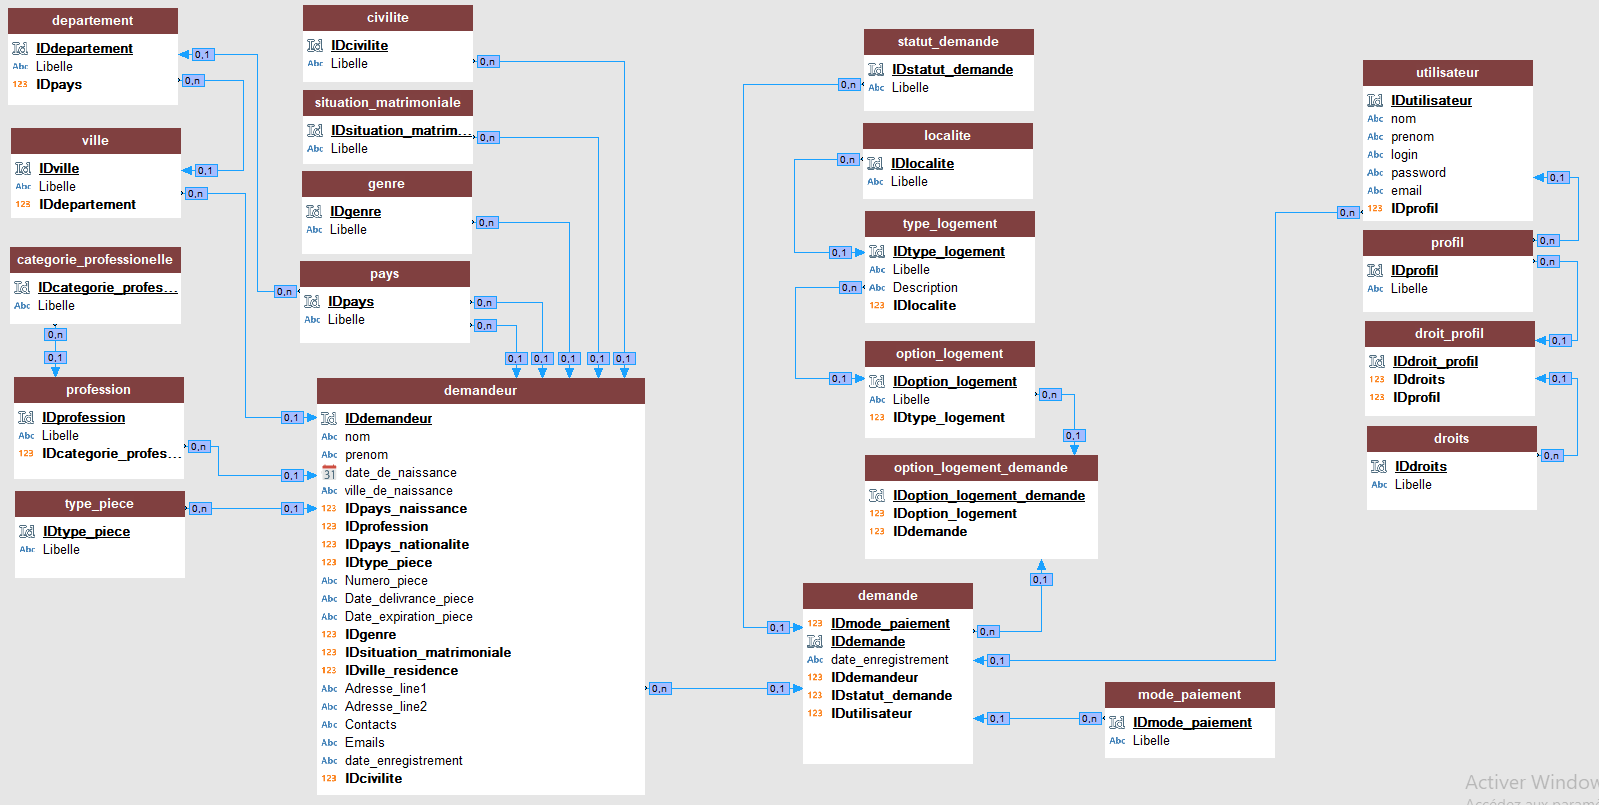 departement
IDdepartement
Libelle
IDpays
0,1
0,n
ville
IDville
Libelle
IDdepartement
0,1
0,n
categorie_professionelle
IDcategorie_profes...
Libelle
0,n
0,1
profession
IDprofession
Libelle
IDcategorie_profes...
0,n
0,1
type_piece
IDtype_piece
Libelle
0,n
0,1
civilite
IDcivilite
Libelle
0,n
situation_matrimoniale
IDsituation_matrim...
Libelle
0,n
genre
IDgenre
Libelle
0,n
pays
IDpays
Libelle
0,n
0,n
0,n
0,1
0,1
0,1
0,1
0,1
demandeur
0,1
IDdemandeur
nom
prenom
31
date_de_naissance
ville_de_naissance
IDpays_naissance
IDprofession
IDpays_nationalite
IDtype_piece
Numero_piece
Date_delivrance_piece
Date_expiration_piece
IDgenre
IDsituation_matrimoniale
IDville_residence
Adresse_line1
Adresse_line2
Contacts
Emails
date_enregistrement
IDcivilite
0,n
0,1
statut_demande
IDstatut_demande
Libelle
0,n
0,1
localite
IDlocalite
Libelle
0,n
0,1
type_logement
IDtype_logement
Libelle
Description
IDlocalite
0,n
0,1
option_logement
IDoption_logement
Libelle
IDtype_logement
0,n
0,1
option_logement_demande
IDoption_logement_demande
IDoption_logement
IDdemande
0,1
demande
IDmode_paiement
IDdemande
date_enregistrement
IDdemandeur
IDstatut_demande
IDutilisateur
0,n
0,1
0,1
0,n
mode_paiement
IDmode_paiement
Libelle
utilisateur
IDutilisateur
nom
prenom
login
password
email
IDprofil
0,n
0,1
profil
IDprofil
Libelle
0,n
0,n
droit_profil
IDdroit_profil
IDdroits
IDprofil
0,1
0,1
droits
IDdroits
Libelle
0,n
Activer Window